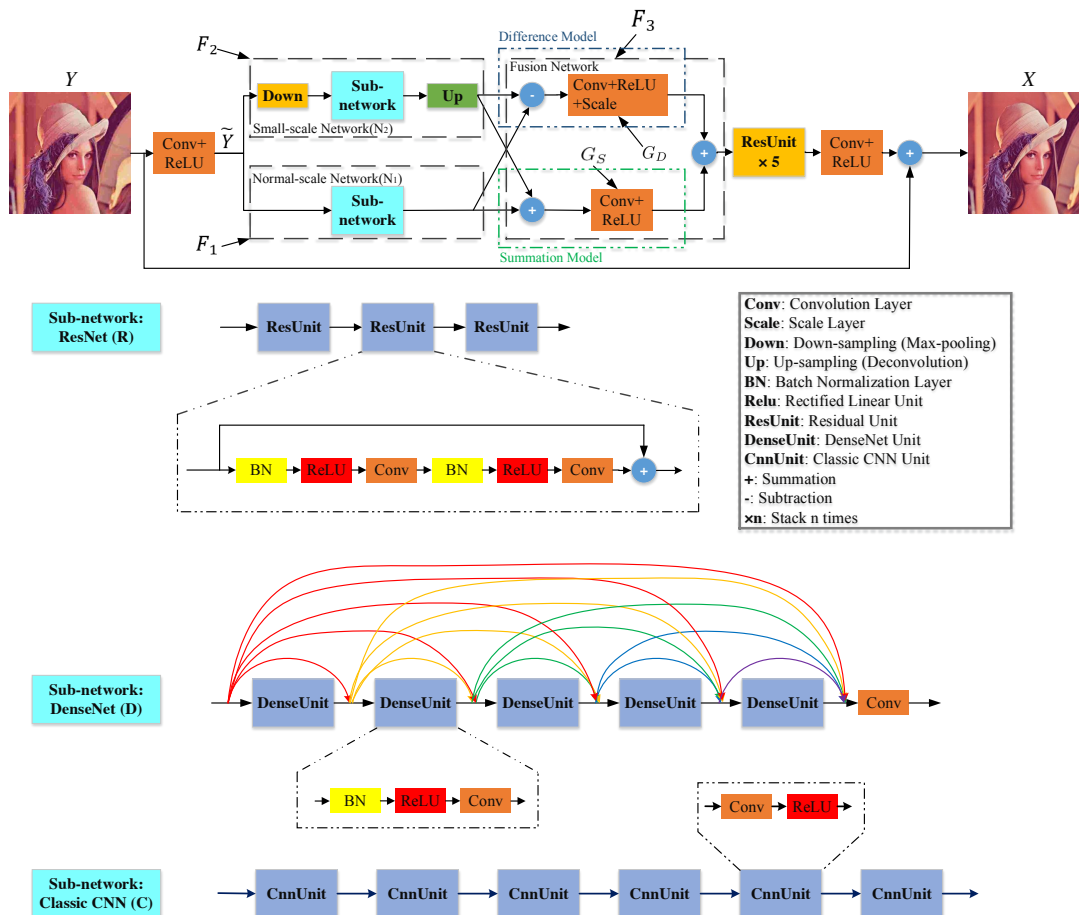 F₂
F₃
Difference Model
Fusion Network
Y
X
Down
Sub-
network
Up
-
Conv+ReLU
+Scale
Small-scale Network(N2)
Conv+
ReLU
Ỹ
G_S
G_D
+
ResUnit
× 5
Conv+
ReLU
+
Normal-scale Network(N1)
Sub-
network
+
Conv+
ReLU
F₁
Summation Model
Sub-network:
ResNet (R)
ResUnit
ResUnit
ResUnit
BN
ReLU
Conv
BN
ReLU
Conv
+
Conv: Convolution Layer
Scale: Scale Layer
Down: Down-sampling (Max-pooling)
Up: Up-sampling (Deconvolution)
BN: Batch Normalization Layer
Relu: Rectified Linear Unit
ResUnit: Residual Unit
DenseUnit: DenseNet Unit
CnnUnit: Classic CNN Unit
+: Summation
-: Subtraction
×n: Stack n times
Sub-network:
DenseNet (D)
DenseUnit
DenseUnit
DenseUnit
DenseUnit
DenseUnit
Conv
BN
ReLU
Conv
Conv
ReLU
Sub-network:
Classic CNN (C)
CnnUnit
CnnUnit
CnnUnit
CnnUnit
CnnUnit
CnnUnit